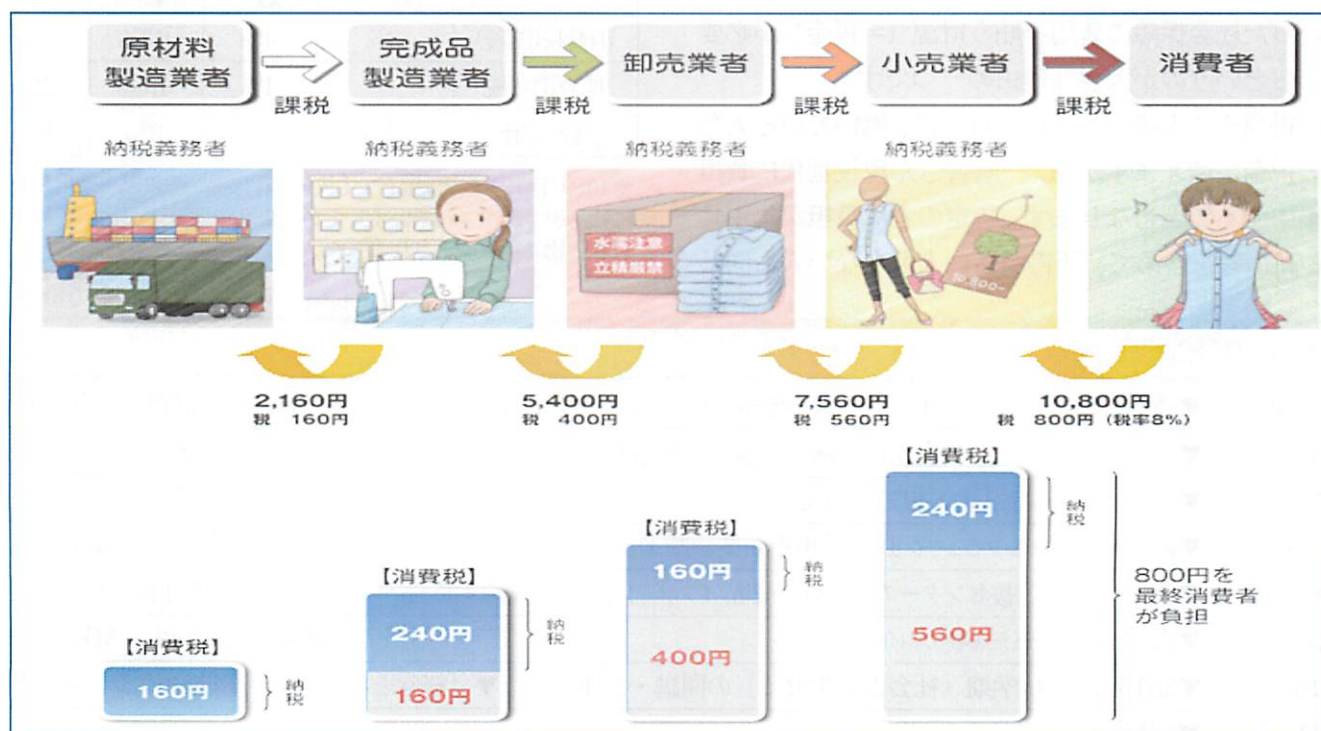 原材料
製造業者
完成品
製造業者
卸売業者
小売業者
消費者
課税
課税
課税
課税
納税義務者
納税義務者
納税義務者
納税義務者
水濡注意
立積厳禁
10,800-
2,160円
税 160円
5,400円
税 400円
7,560円
税 560円
10,800円
税 800円(税率8%)
【消費税】
160円
納税
【消費税】
240円
160円
納税
【消費税】
160円
400円
納税
【消費税】
240円
560円
納税
800円を
最終消費者
が負担